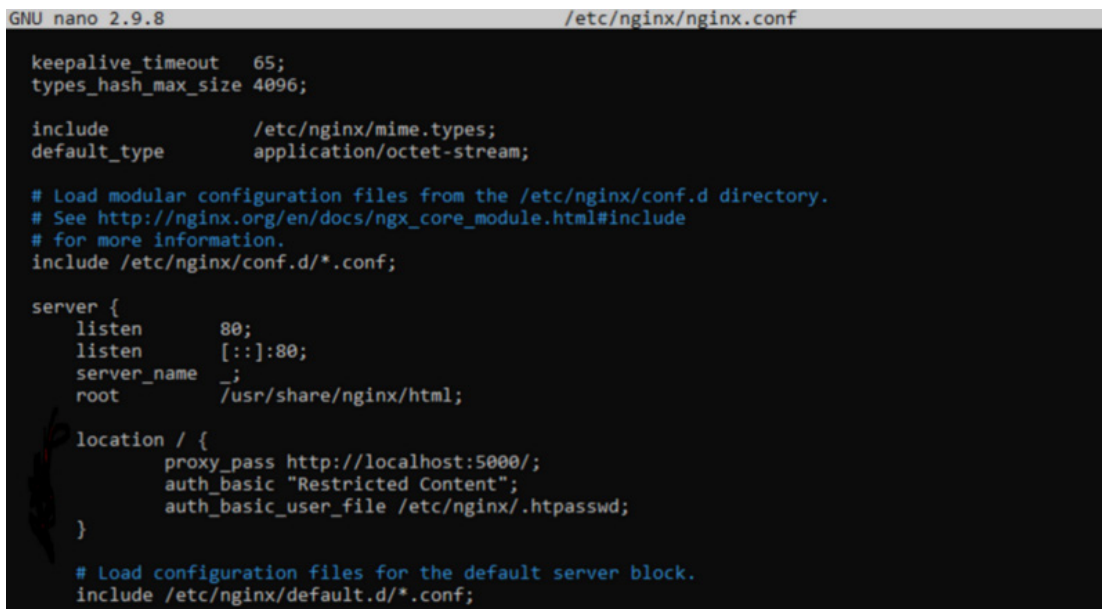 GNU nano 2.9.8 /etc/nginx/nginx.conf
keepalive_timeout 65;
types_hash_max_size 4096;
include /etc/nginx/mime.types;
default_type application/octet-stream;
# Load modular configuration files from the /etc/nginx/conf.d directory.
# See http://nginx.org/en/docs/ngx_core_module.html#include
# for more information.
include /etc/nginx/conf.d/*.conf;
server {
listen 80;
listen [::]:80;
server_name _;
root /usr/share/nginx/html;
location / {
proxy_pass http://localhost:5000/;
auth_basic "Restricted Content";
auth_basic_user_file /etc/nginx/.htpasswd;
}
# Load configuration files for the default server block.
include /etc/nginx/default.d/*.conf;